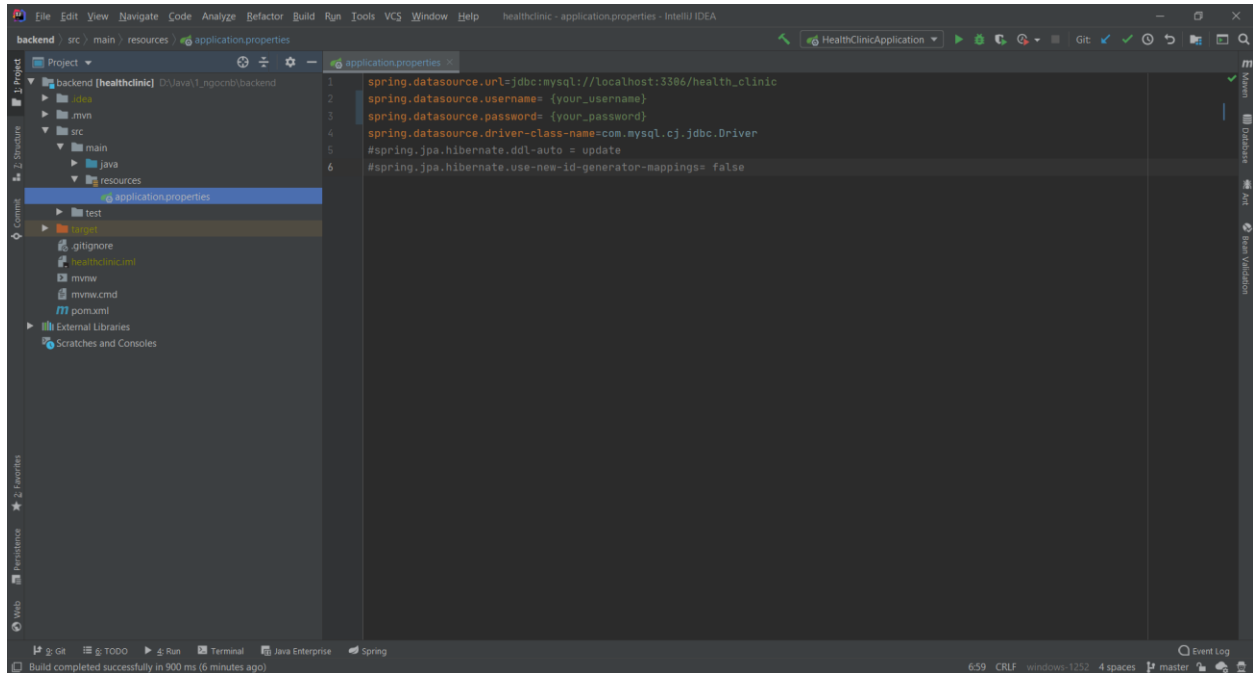 File Edit View Navigate Code Analyze Refactor Build Run Tools VCS Window Help healthclinic - application.properties - IntelliJ IDEA
backend src main resources application.properties HealthClinicApplication Git:
Project application.properties
backend [healthclinic] D:\Java\1_ngocnb\backend
.idea
.mvn
src
main
java
resources
application.properties
test
target
.gitignore
healthclinic.iml
mvnw
mvnw.cmd
pom.xml
External Libraries
Scratches and Consoles
1 spring.datasource.url=jdbc:mysql://localhost:3306/health_clinic
2 spring.datasource.username= {your_username}
3 spring.datasource.password= {your_password}
4 spring.datasource.driver-class-name=com.mysql.cj.jdbc.Driver
5 #spring.jpa.hibernate.ddl-auto = update
6 #spring.jpa.hibernate.use-new-id-generator-mappings= false
1: Project
7: Structure
Commit
2: Favorites
Persistence
Web
Maven
Database
Ant
Bean Validation
9: Git 6: TODO 4: Run Terminal Java Enterprise Spring Event Log
Build completed successfully in 900 ms (6 minutes ago) 6:59 CRLF windows-1252 4 spaces master